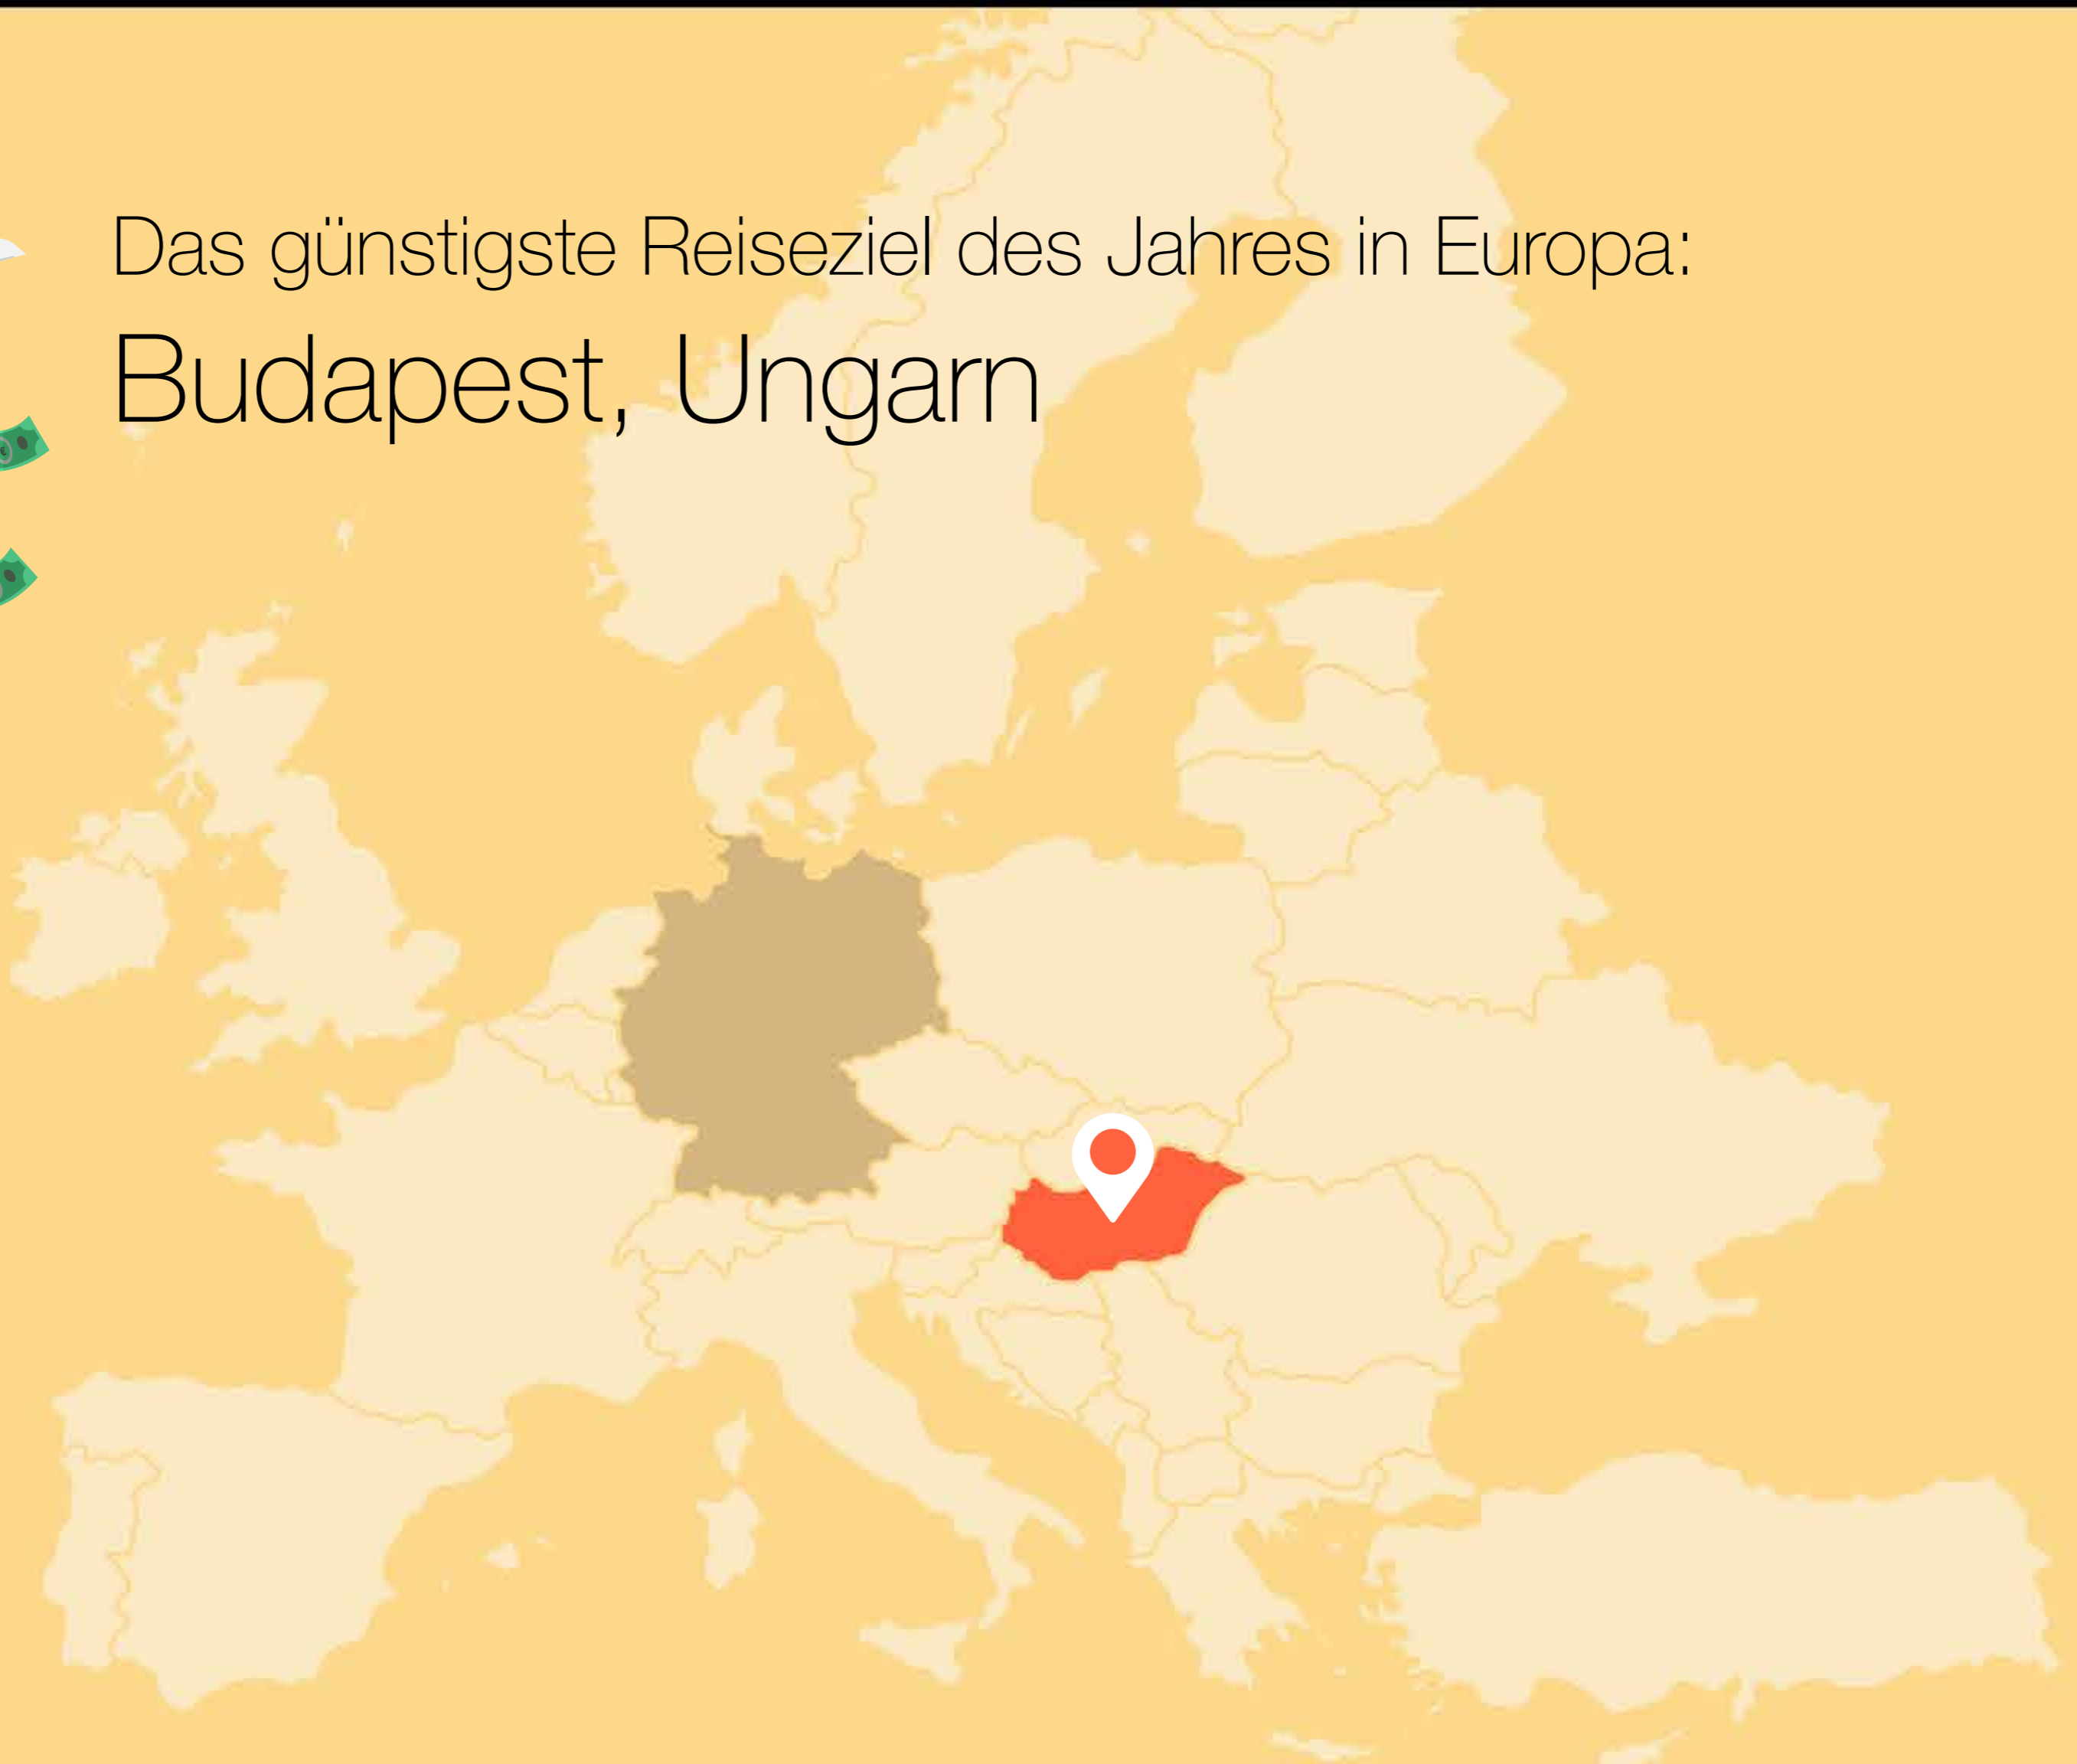 Das günstigste Reiseziel des Jahres in Europa:
Budapest, Ungarn